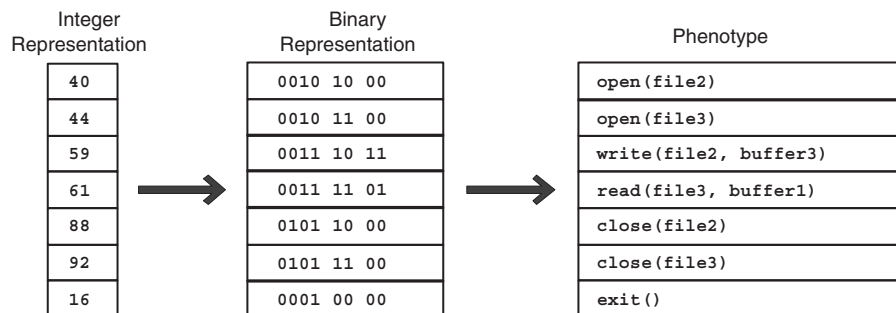 Integer
Representation
Binary
Representation
Phenotype
40
0010 10 00
open(file2)
44
0010 11 00
open(file3)
59
0011 10 11
write(file2, buffer3)
61
0011 11 01
read(file3, buffer1)
88
0101 10 00
close(file2)
92
0101 11 00
close(file3)
16
0001 00 00
exit()